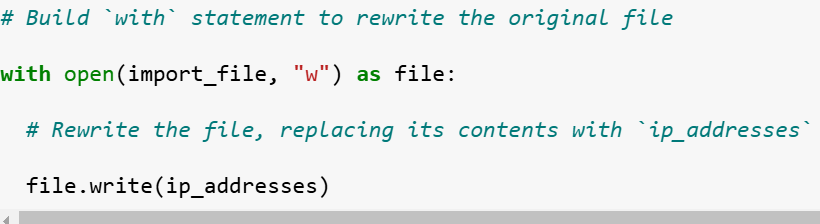 # Build `with` statement to rewrite the original file
with open(import_file, "w") as file:
# Rewrite the file, replacing its contents with `ip_addresses`
file.write(ip_addresses)